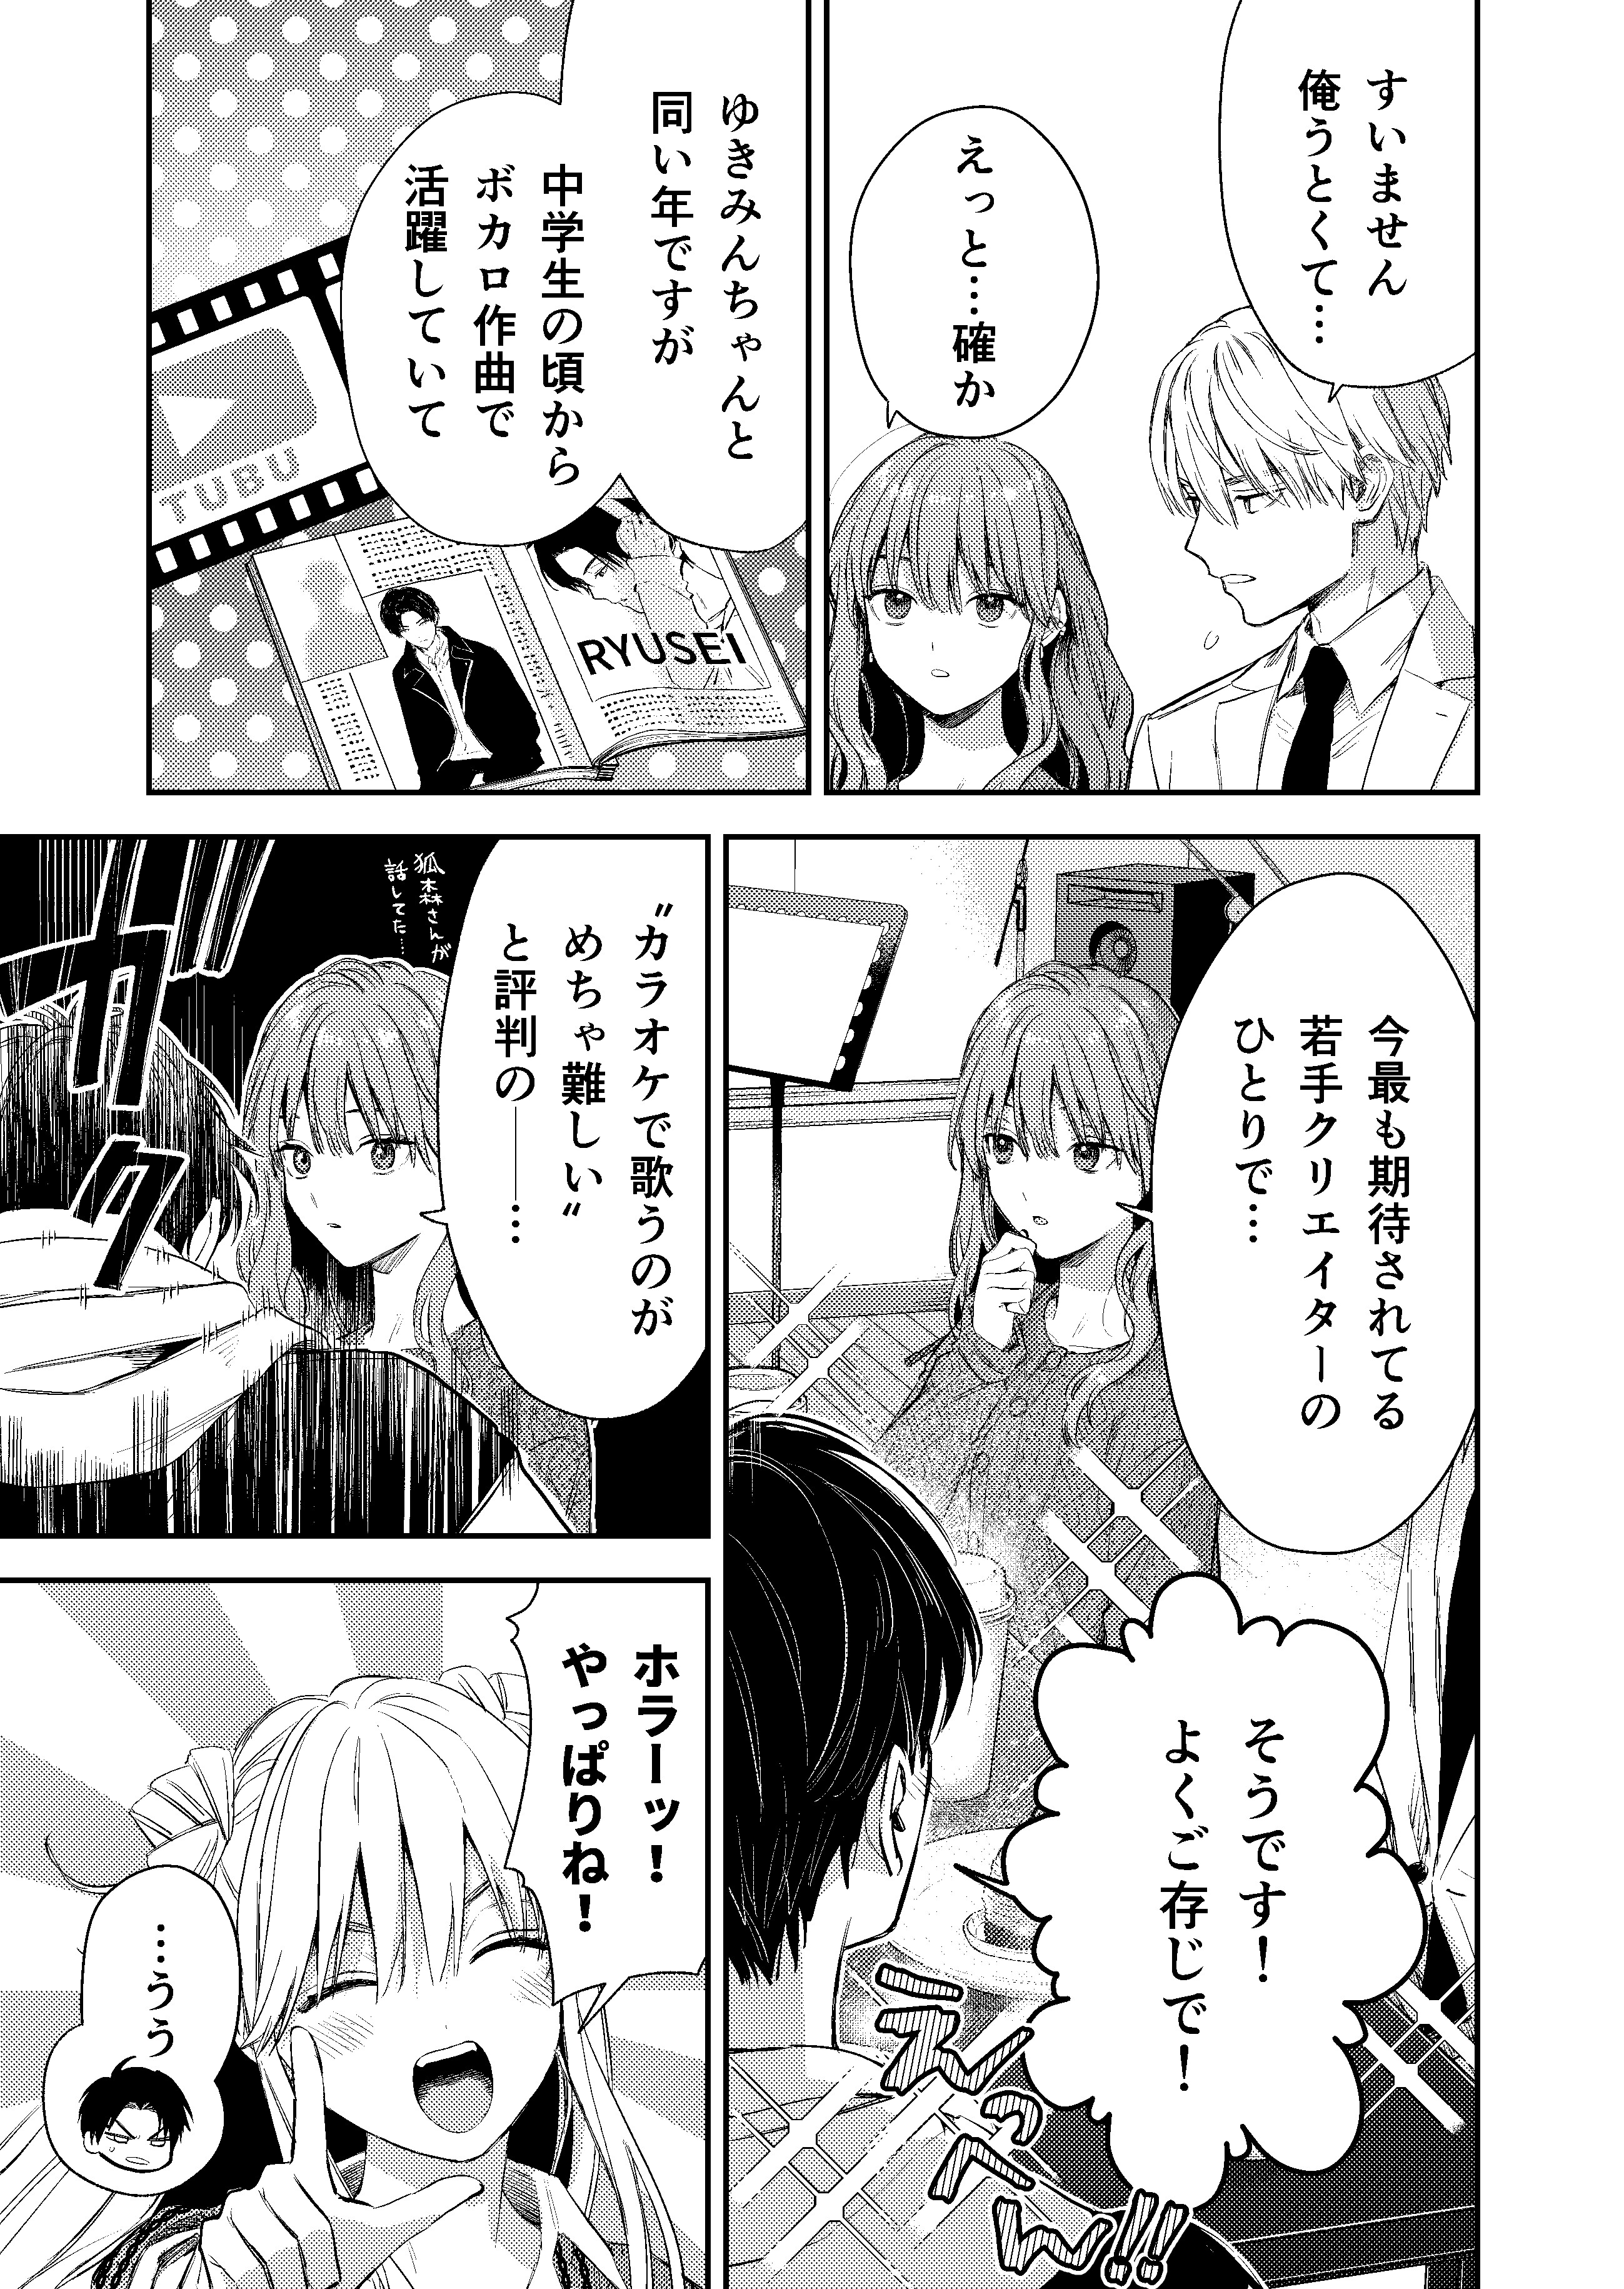 すいません
俺うとくて…
えっと…確か
ゆきみんちゃんと
同い年ですが
中学生の頃から
ボカロ作曲で
活躍していて
TUBU
RYUSEI
今最も期待されてる
若手クリエイターの
ひとりで…
そうです！
よくご存じで！
えっへん!!
〝カラオケで歌うのが
めちゃ難しい〟
と評判の――…
狐森さんが
話してた…
ガクッ
ホラーッ！
やっぱりね！
…うう